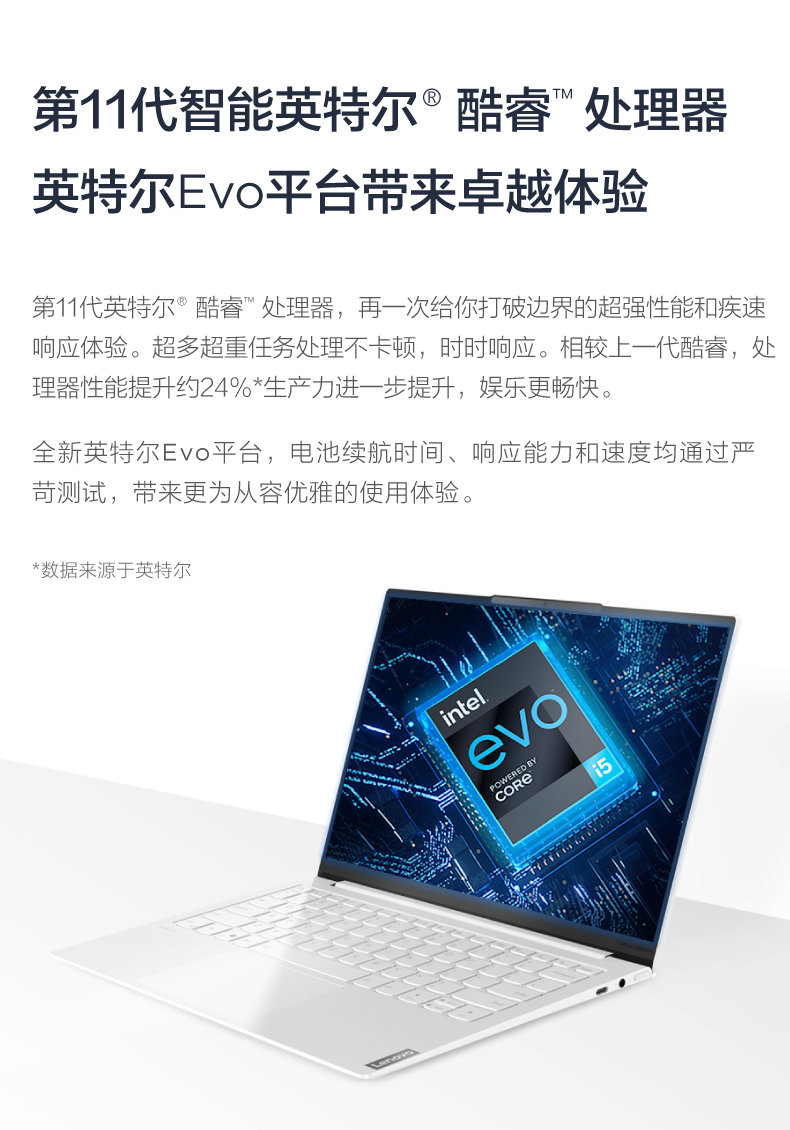 第11代智能英特尔® 酷睿™ 处理器
英特尔Evo平台带来卓越体验
第11代英特尔® 酷睿™ 处理器，再一次给你打破边界的超强性能和疾速
响应体验。超多超重任务处理不卡顿，时时响应。相较上一代酷睿，处
理器性能提升约24%*生产力进一步提升，娱乐更畅快。
全新英特尔Evo平台，电池续航时间、响应能力和速度均通过严
苛测试，带来更为从容优雅的使用体验。
*数据来源于英特尔
intel.
evo
POWERED BY
CORE
i5
Lenovo